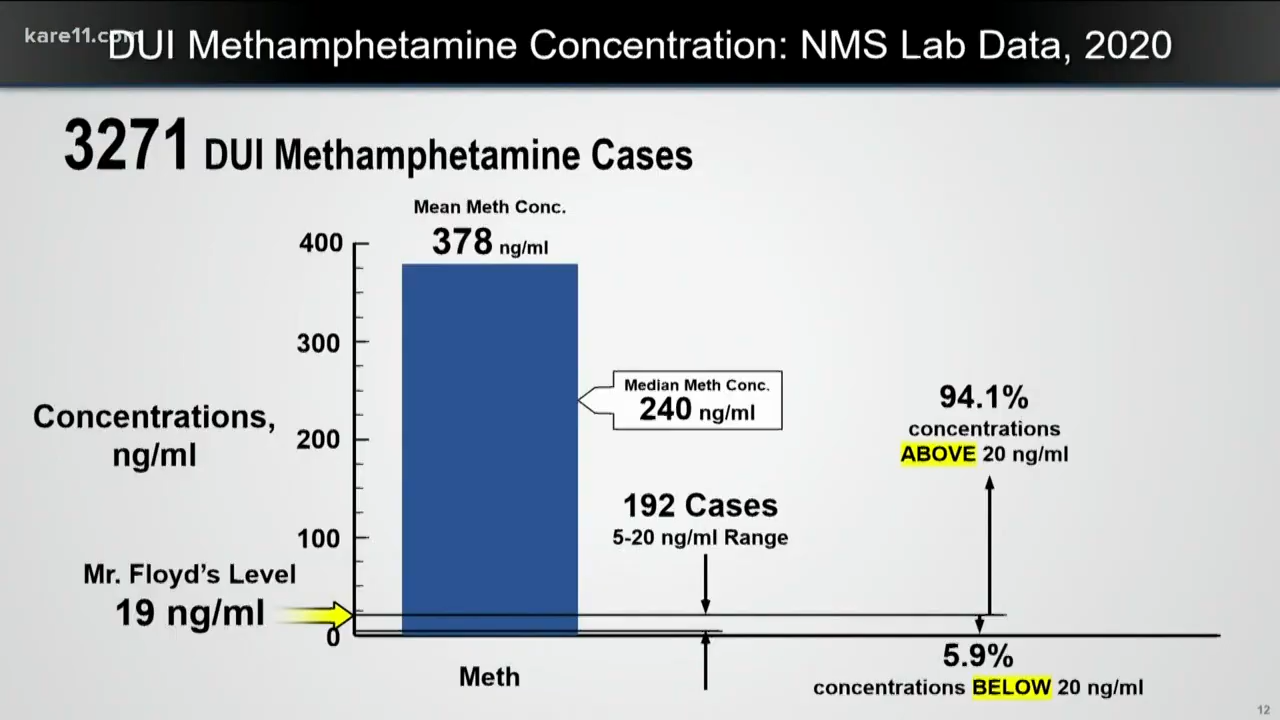 kare11.com
DUI Methamphetamine Concentration: NMS Lab Data, 2020
3271 DUI Methamphetamine Cases
Mean Meth Conc.
378 ng/ml
400
300
200
100
0
Concentrations,
ng/ml
Median Meth Conc.
240 ng/ml
94.1%
concentrations
ABOVE 20 ng/ml
192 Cases
5-20 ng/ml Range
Mr. Floyd's Level
19 ng/ml
Meth
5.9%
concentrations BELOW 20 ng/ml
12